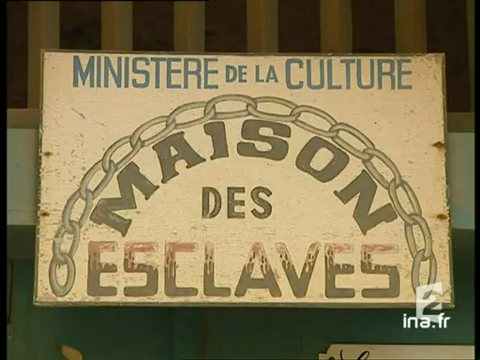 MINISTERE DE LA CULTURE
MAISON
DES
ESCLAVES
2
ina.fr